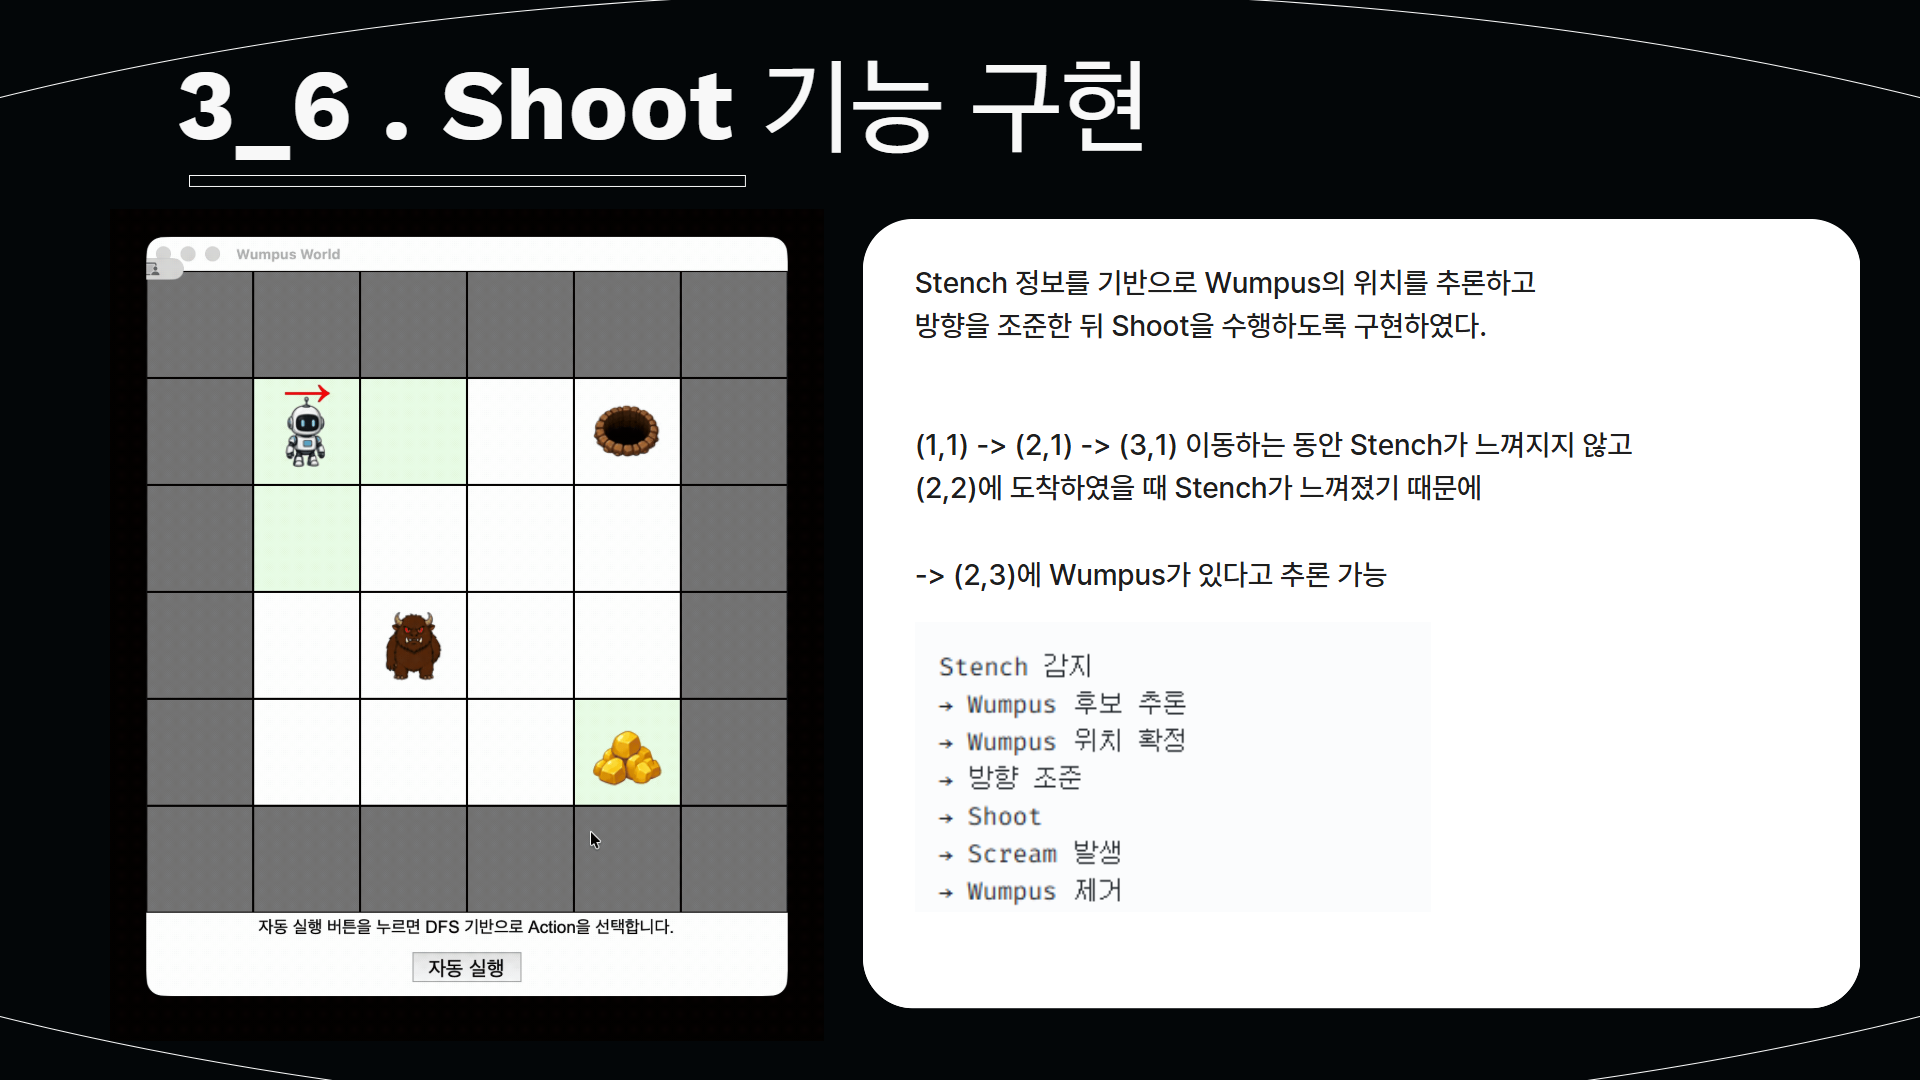 3_6 . Shoot 기능 구현
Wumpus World
자동 실행 버튼을 누르면 DFS 기반으로 Action을 선택합니다.
자동 실행
Stench 정보를 기반으로 Wumpus의 위치를 추론하고
방향을 조준한 뒤 Shoot을 수행하도록 구현하였다.
(1,1) -> (2,1) -> (3,1) 이동하는 동안 Stench가 느껴지지 않고
(2,2)에 도착하였을 때 Stench가 느껴졌기 때문에
-> (2,3)에 Wumpus가 있다고 추론 가능
Stench 감지
→ Wumpus 후보 추론
→ Wumpus 위치 확정
→ 방향 조준
→ Shoot
→ Scream 발생
→ Wumpus 제거